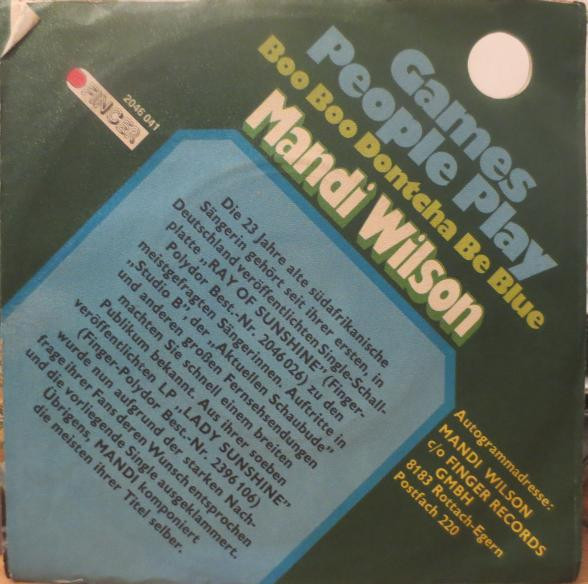 Games
People Play
Boo Boo Dontcha Be Blue
Mandi Wilson
FINGER
2046 041
Die 23 Jahre alte südafrikanische
Sängerin gehört seit ihrer ersten, in
Deutschland veröffentlichten Single-Schall-
platte „RAY OF SUNSHINE" (Finger-
Polydor Best.-Nr. 2046 026) zu den
meistgefragten Sängerinnen. Auftritte in
„Studio B", der „Aktuellen Schaubude"
und anderen großen Fernsehsendungen
machten Sie schnell einem breiten
Publikum bekannt. Aus ihrer soeben
veröffentlichten LP „LADY SUNSHINE"
(Finger-Polydor Best.-Nr. 2396 106)
wurde nun aufgrund der starken Nach-
frage ihrer Fans deren Wunsch entsprochen
und die vorliegende Single ausgeklammert.
Übrigens, MANDI komponiert
die meisten ihrer Titel selber.
Autogrammadresse:
MANDI WILSON
c/o FINGER RECORDS
GMBH
8183 Rottach-Egern
Postfach 220